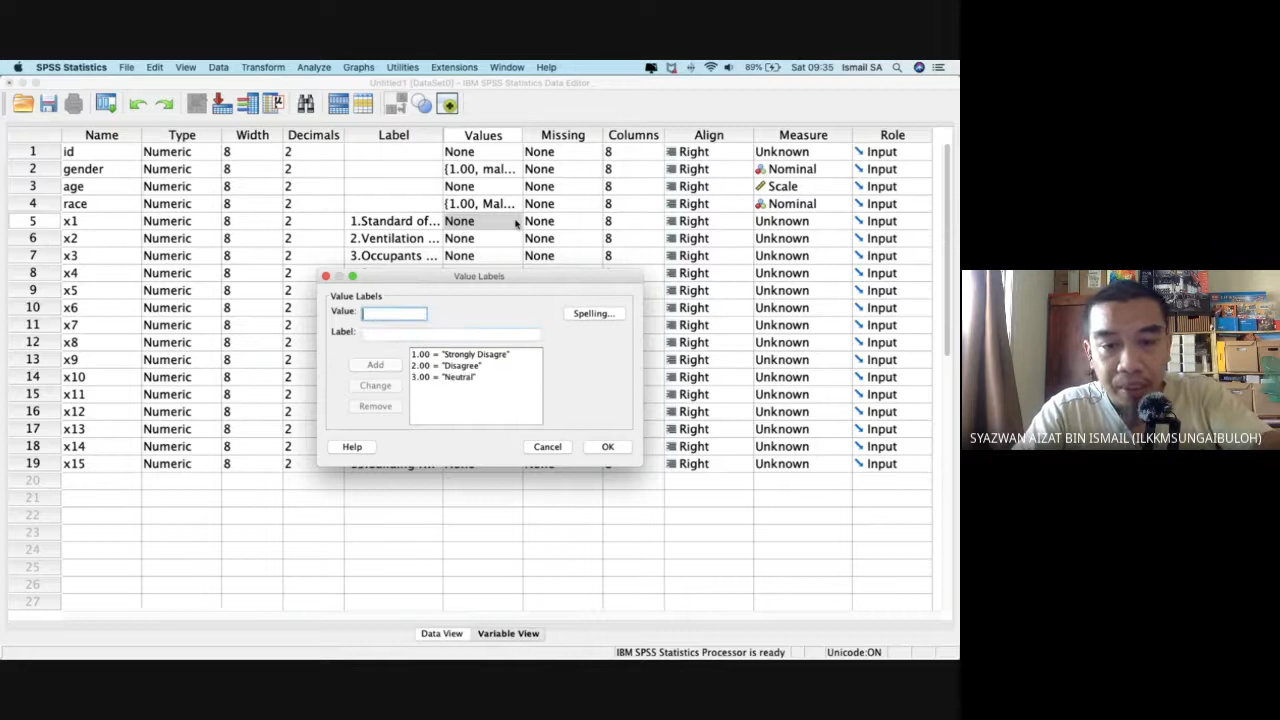 SPSS Statistics File Edit View Data Transform Analyze Graphs Utilities Extensions Window Help 89% Sat 09:35 Ismail SA
Untitled1 [DataSet0] - IBM SPSS Statistics Data Editor
Name Type Width Decimals Label Values Missing Columns Align Measure Role
1 id Numeric 8 2 None None 8 Right Unknown Input
2 gender Numeric 8 2 {1.00, mal... None 8 Right Nominal Input
3 age Numeric 8 2 None None 8 Right Scale Input
4 race Numeric 8 2 {1.00, Mal... None 8 Right Nominal Input
5 x1 Numeric 8 2 1.Standard of... None None 8 Right Unknown Input
6 x2 Numeric 8 2 2.Ventilation ... None None 8 Right Unknown Input
7 x3 Numeric 8 2 3.Occupants ... None None 8 Right Unknown Input
8 x4 Numeric 8 2 Right Unknown Input
9 x5 Numeric 8 2 Right Unknown Input
10 x6 Numeric 8 2 Right Unknown Input
11 x7 Numeric 8 2 Right Unknown Input
12 x8 Numeric 8 2 Right Unknown Input
13 x9 Numeric 8 2 Right Unknown Input
14 x10 Numeric 8 2 Right Unknown Input
15 x11 Numeric 8 2 Right Unknown Input
16 x12 Numeric 8 2 Right Unknown Input
17 x13 Numeric 8 2 Right Unknown Input
18 x14 Numeric 8 2 Right Unknown Input
19 x15 Numeric 8 2 Right Unknown Input
20
21
22
23
24
25
26
27
Value Labels
Value Labels
Value:
Spelling...
Label:
1.00 = "Strongly Disagre"
2.00 = "Disagree"
3.00 = "Neutral"
Add
Change
Remove
Help Cancel OK
Data View Variable View
IBM SPSS Statistics Processor is ready Unicode:ON
SYAZWAN AIZAT BIN ISMAIL (ILKKMSUNGAIBULOH)